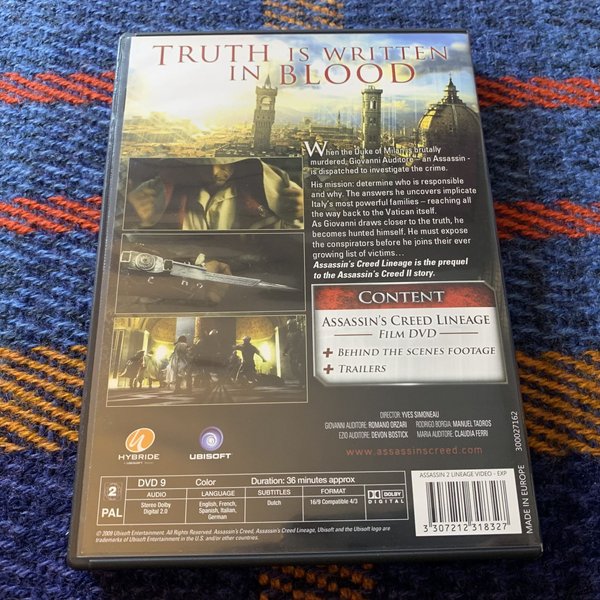 TRUTH IS WRITTEN
IN BLOOD
When the Duke of Milan is brutally
murdered, Giovanni Auditore – an Assassin -
is dispatched to investigate the crime.
His mission: determine who is responsible
and why. The answers he uncovers implicate
Italy's most powerful families – reaching all
the way back to the Vatican itself.
As Giovanni draws closer to the truth, he
becomes hunted himself. He must expose
the conspirators before he joins their ever
growing list of victims...
Assassin's Creed Lineage is the prequel
to the Assassin's Creed II story.
CONTENT
ASSASSIN'S CREED LINEAGE
FILM DVD
+ BEHIND THE SCENES FOOTAGE
+ TRAILERS
DIRECTOR: YVES SIMONEAU
GIOVANNI AUDITORE: ROMANO ORZARI RODRIGO BORGIA: MANUEL TADROS
EZIO AUDITORE: DEVON BOSTICK MARIA AUDITORE: CLAUDIA FERRI
www.assassinscreed.com
HYBRIDE
UBISOFT
300027162
MADE IN EUROPE
2
PAL
DVD 9 Color Duration: 36 minutes approx
AUDIO LANGUAGE SUBTITLES FORMAT
Stereo Dolby
Digital 2.0
English, French,
Spanish, Italian,
German
Dutch
16/9 Compatible 4/3
DOLBY
DIGITAL
ASSASSIN 2 LINEAGE VIDEO - EXP
3 307212 318327
© 2009 Ubisoft Entertainment. All Rights Reserved. Assassin's Creed, Assassin's Creed Lineage, Ubisoft and the Ubisoft logo are
trademarks of Ubisoft Entertainment in the U.S. and/or other countries.